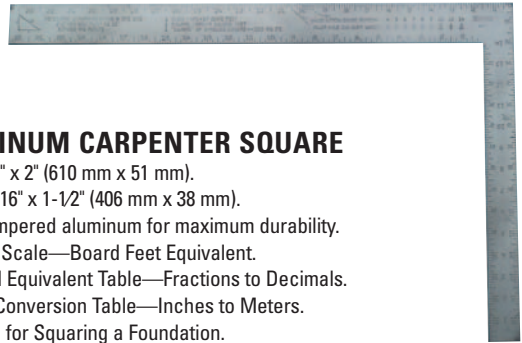 INUM CARPENTER SQUARE
" x 2" (610 mm x 51 mm).
16" x 1-1⁄2" (406 mm x 38 mm).
mpered aluminum for maximum durability.
Scale—Board Feet Equivalent.
l Equivalent Table—Fractions to Decimals.
Conversion Table—Inches to Meters.
for Squaring a Foundation.